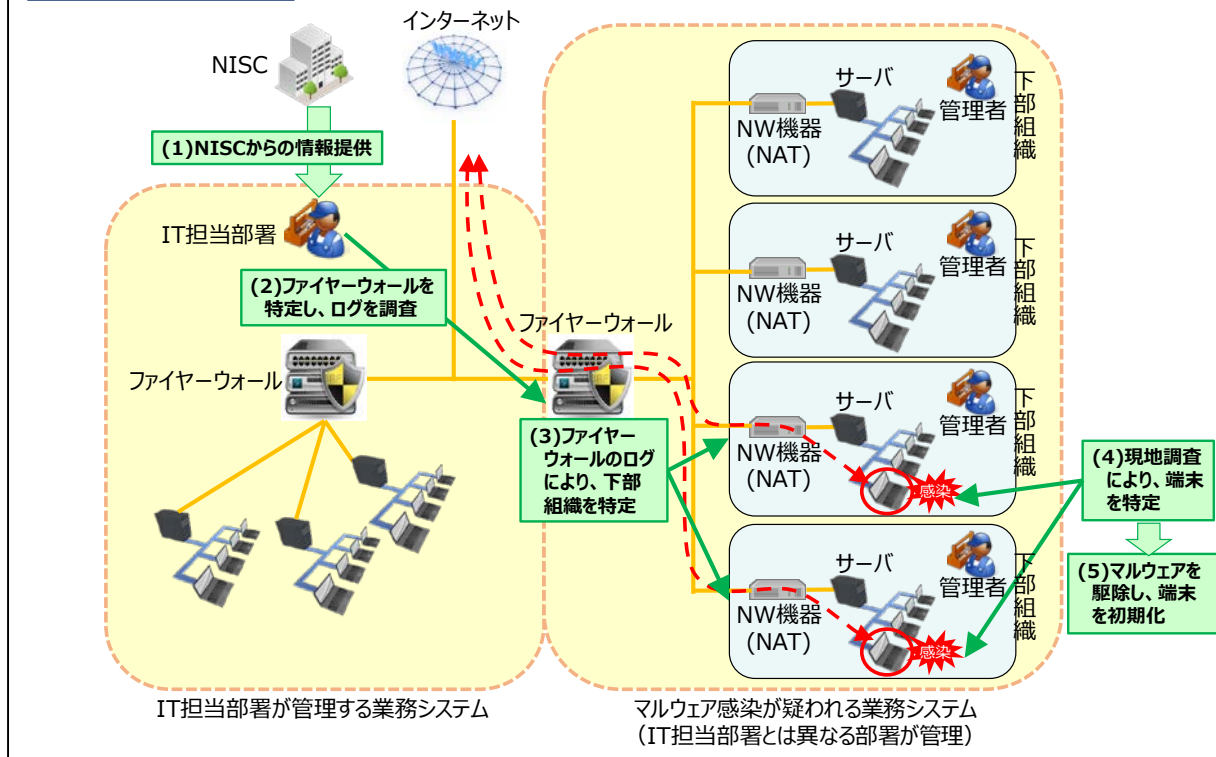 インターネット
NISC
(1)NISCからの情報提供
IT担当部署
(2)ファイヤーウォールを
特定し、ログを調査
ファイヤーウォール
ファイヤーウォール
(3)ファイヤー
ウォールのログ
により、下部
組織を特定
サーバ
管理者
下部組織
NW機器
(NAT)
サーバ
管理者
下部組織
NW機器
(NAT)
サーバ
管理者
下部組織
NW機器
(NAT)
感染
サーバ
管理者
下部組織
NW機器
(NAT)
感染
(4)現地調査
により、端末
を特定
(5)マルウェアを
駆除し、端末
を初期化
IT担当部署が管理する業務システム
マルウェア感染が疑われる業務システム
（IT担当部署とは異なる部署が管理）